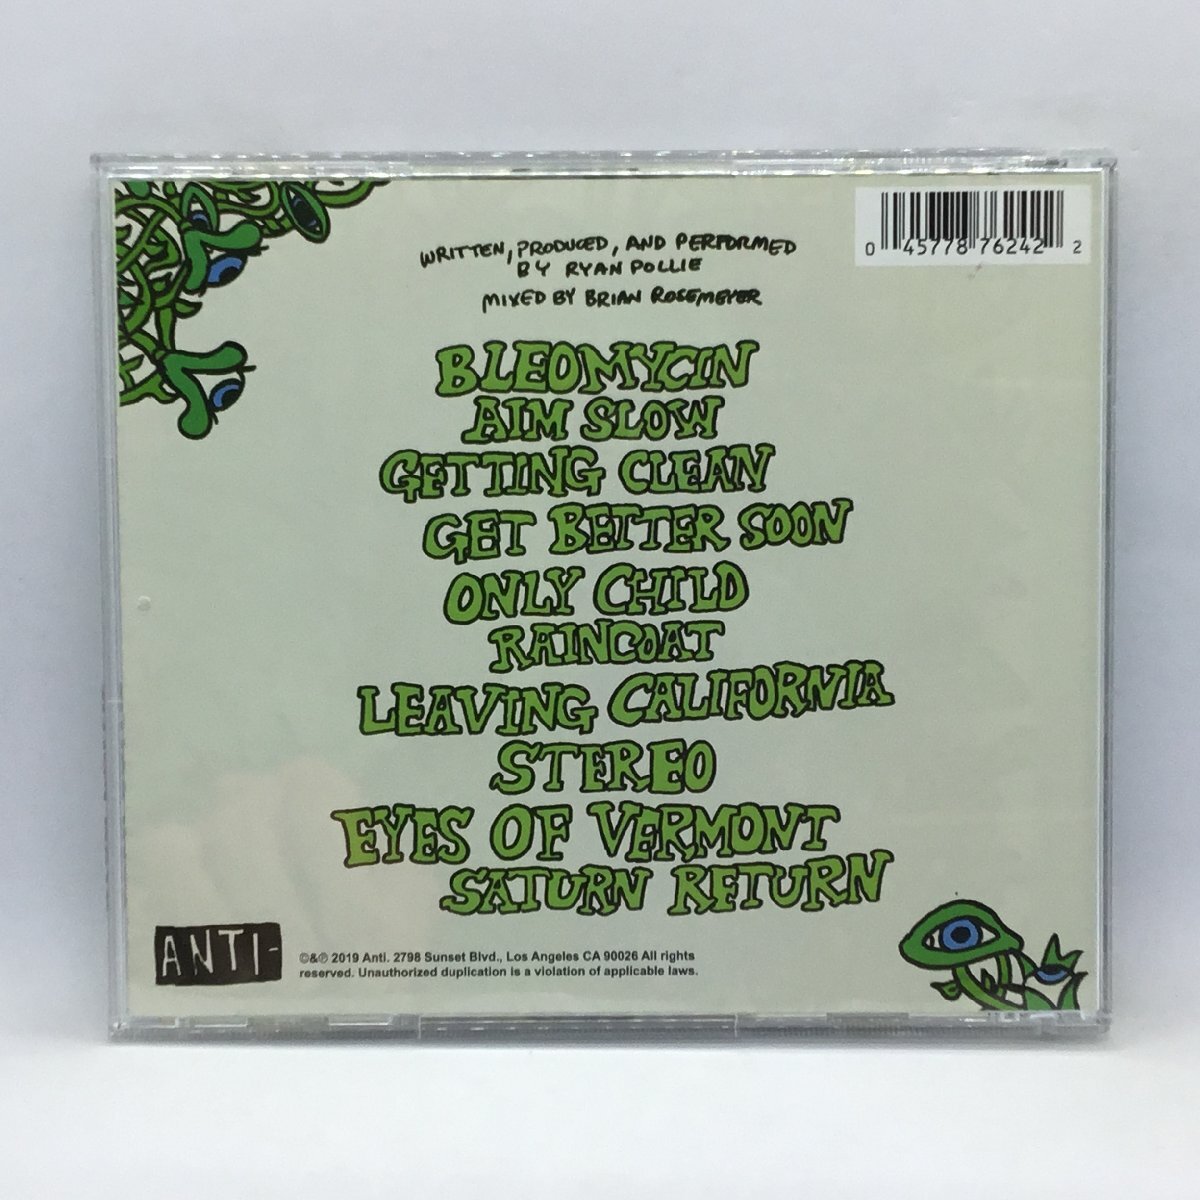 WRITTEN, PRODUCED, AND PERFORMED
BY RYAN POLLIE
MIXED BY BRIAN ROSEMEYER
0 45778 76242 2
BLEOMYCIN
AIM SLOW
GETTING CLEAN
GET BETTER SOON
ONLY CHILD
RAINCOAT
LEAVING CALIFORNIA
STEREO
EYES OF VERMONT
SATURN RETURN
ANTI-
©&℗ 2019 Anti. 2798 Sunset Blvd., Los Angeles CA 90026 All rights
reserved. Unauthorized duplication is a violation of applicable laws.